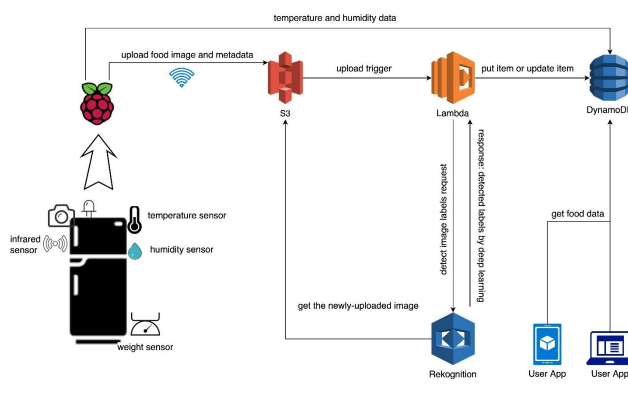 temperature and humidity data
upload food image and metadata
upload trigger
put item or update item
S3
Lambda
DynamoDB
detect image labels request
response: detected labels by deep learning
temperature sensor
infrared
sensor
humidity sensor
get food data
get the newly-uploaded image
weight sensor
Rekognition
User App
User App